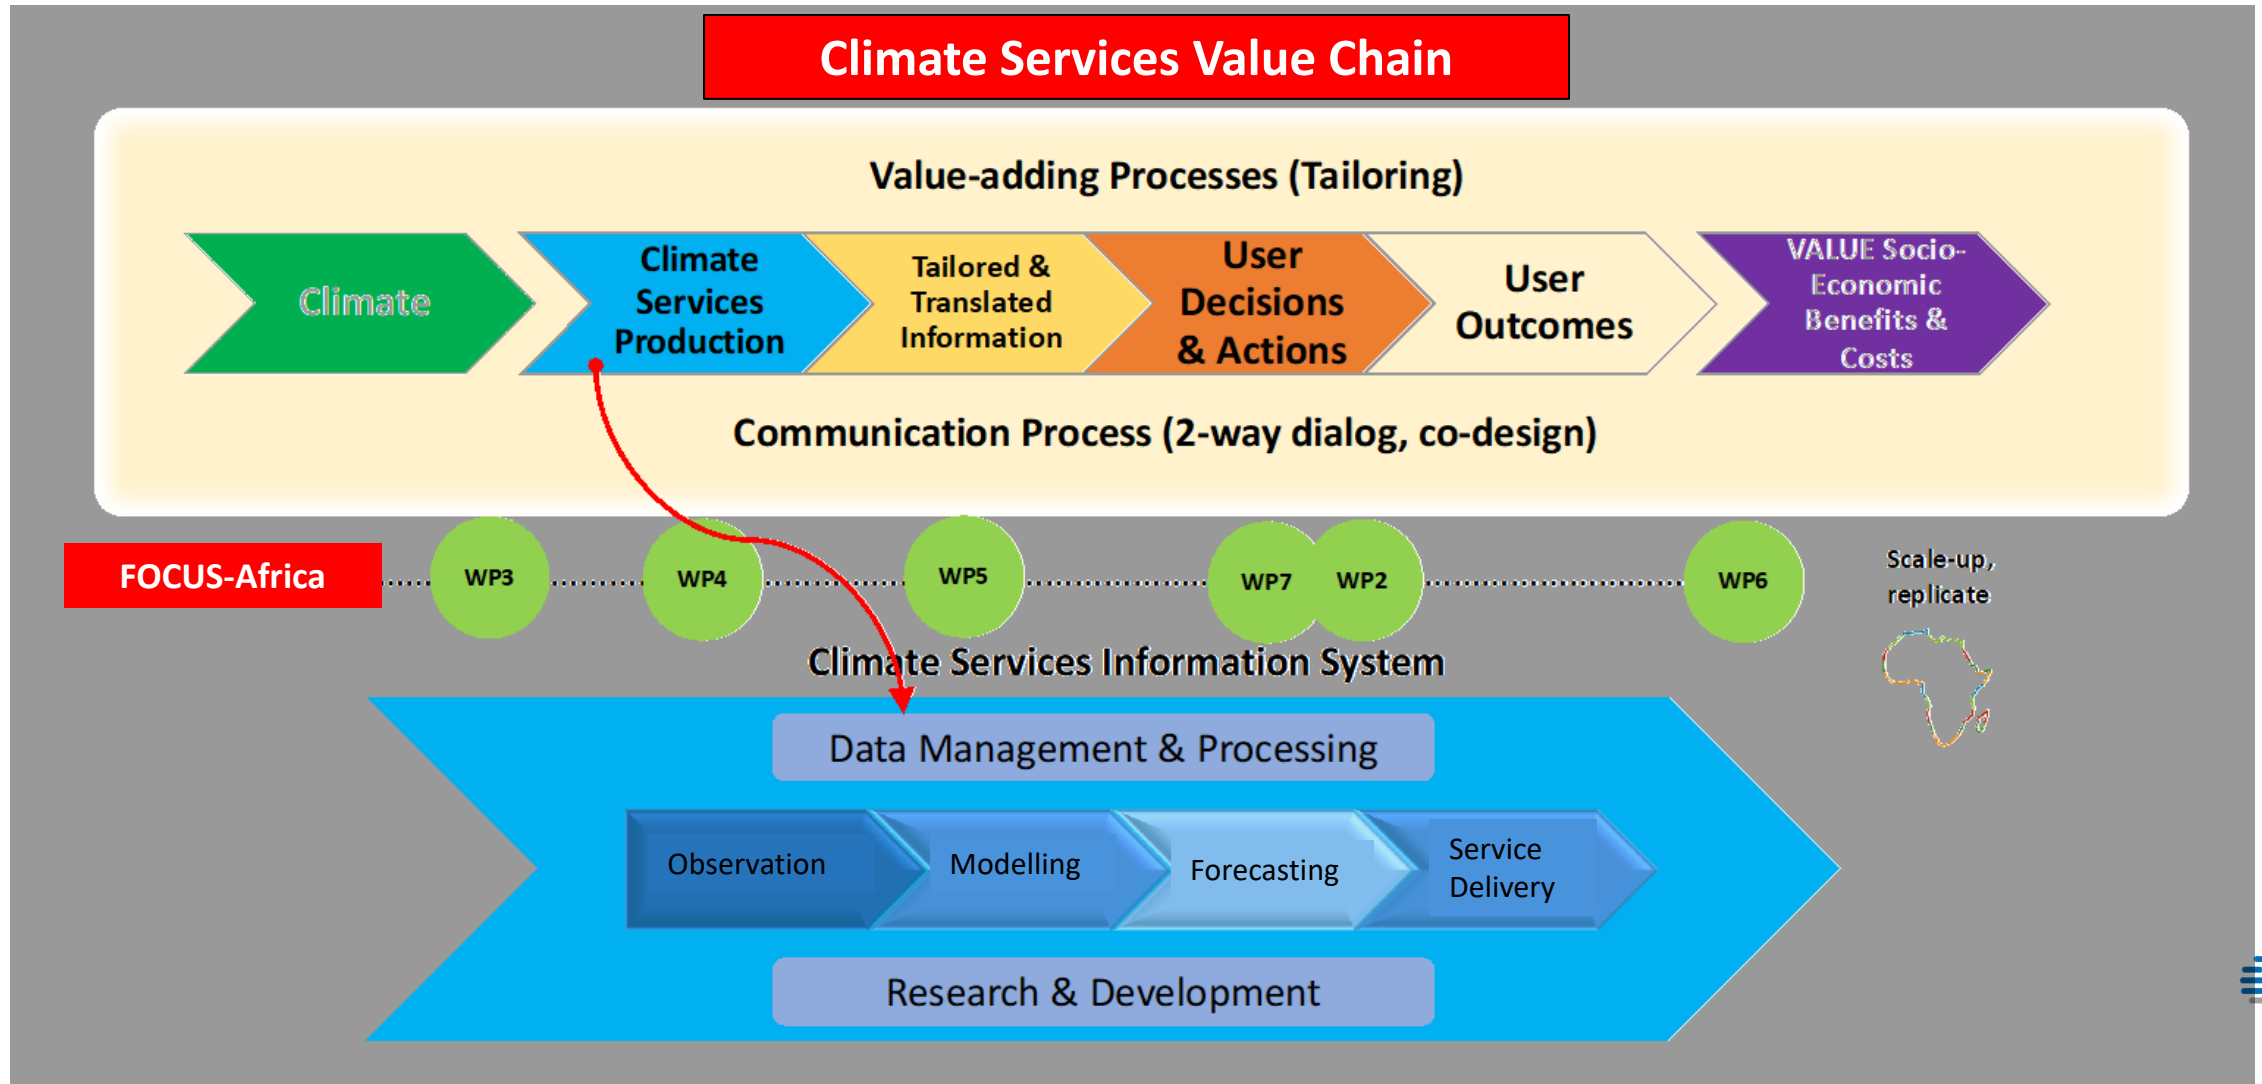 Climate Services Value Chain
Value-adding Processes (Tailoring)
Climate
Climate
Services
Production
Tailored &
Translated
Information
User
Decisions
& Actions
User
Outcomes
VALUE Socio-
Economic
Benefits &
Costs
Communication Process (2-way dialog, co-design)
FOCUS-Africa
WP3
WP4
WP5
WP7
WP2
WP6
Scale-up,
replicate
Climate Services Information System
Data Management & Processing
Observation
Modelling
Forecasting
Service
Delivery
Research & Development